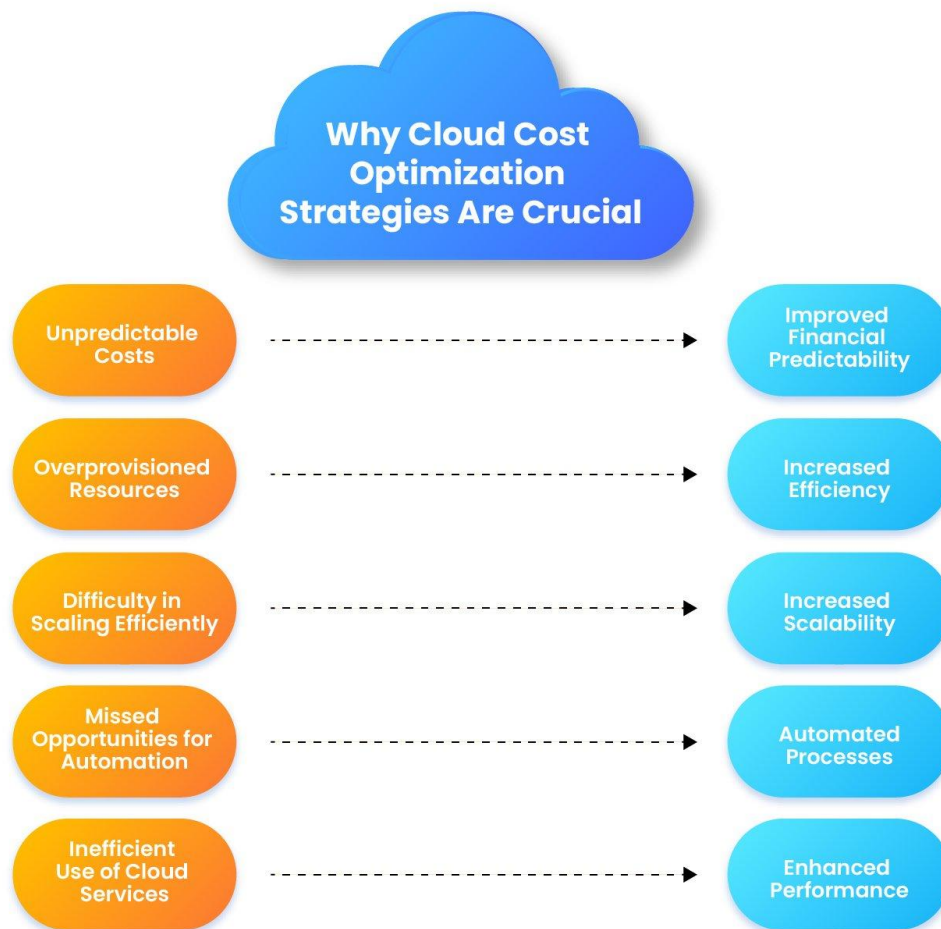 Why Cloud Cost
Optimization
Strategies Are Crucial
Unpredictable
Costs
Improved
Financial
Predictability
Overprovisioned
Resources
Increased
Efficiency
Difficulty in
Scaling Efficiently
Increased
Scalability
Missed
Opportunities for
Automation
Automated
Processes
Inefficient
Use of Cloud
Services
Enhanced
Performance